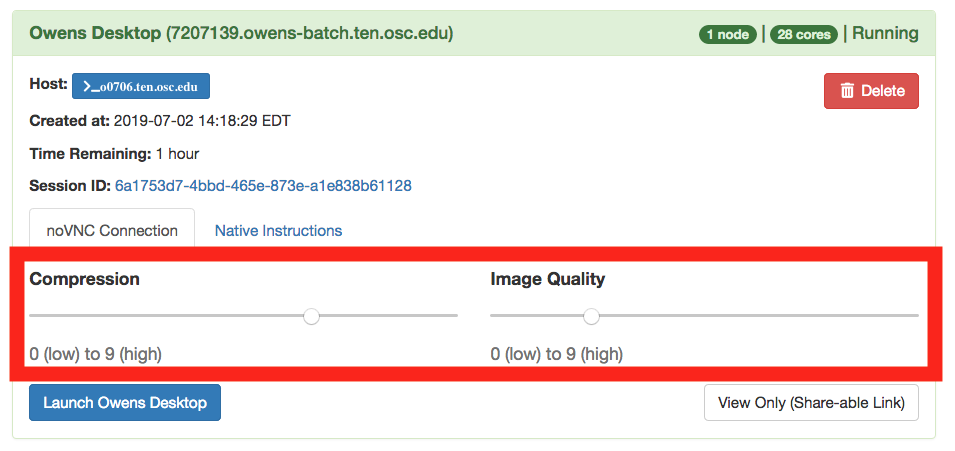 Owens Desktop (7207139.owens-batch.ten.osc.edu) 1 node | 28 cores | Running
Host: >_o0706.ten.osc.edu Delete
Created at: 2019-07-02 14:18:29 EDT
Time Remaining: 1 hour
Session ID: 6a1753d7-4bbd-465e-873e-a1e838b61128
noVNC Connection Native Instructions
Compression Image Quality
0 (low) to 9 (high) 0 (low) to 9 (high)
Launch Owens Desktop View Only (Share-able Link)